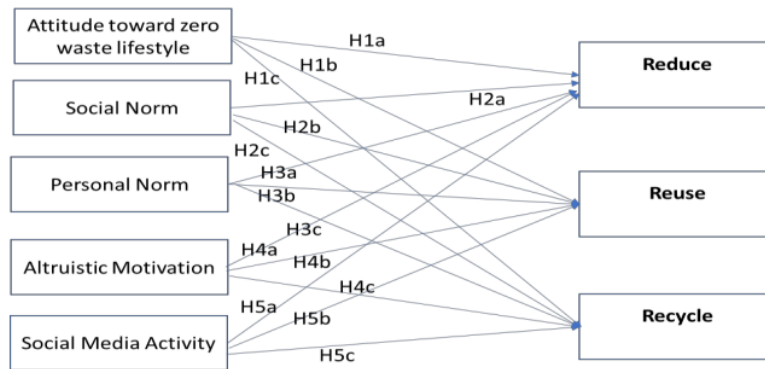 Attitude toward zero
waste lifestyle
H1a
Reduce
H1b
H1c
Social Norm
H2a
H2b
H2c
Personal Norm
H3a
H3b
Reuse
H3c
Altruistic Motivation
H4a
H4b
H4c
H5a
Recycle
H5b
Social Media Activity
H5c